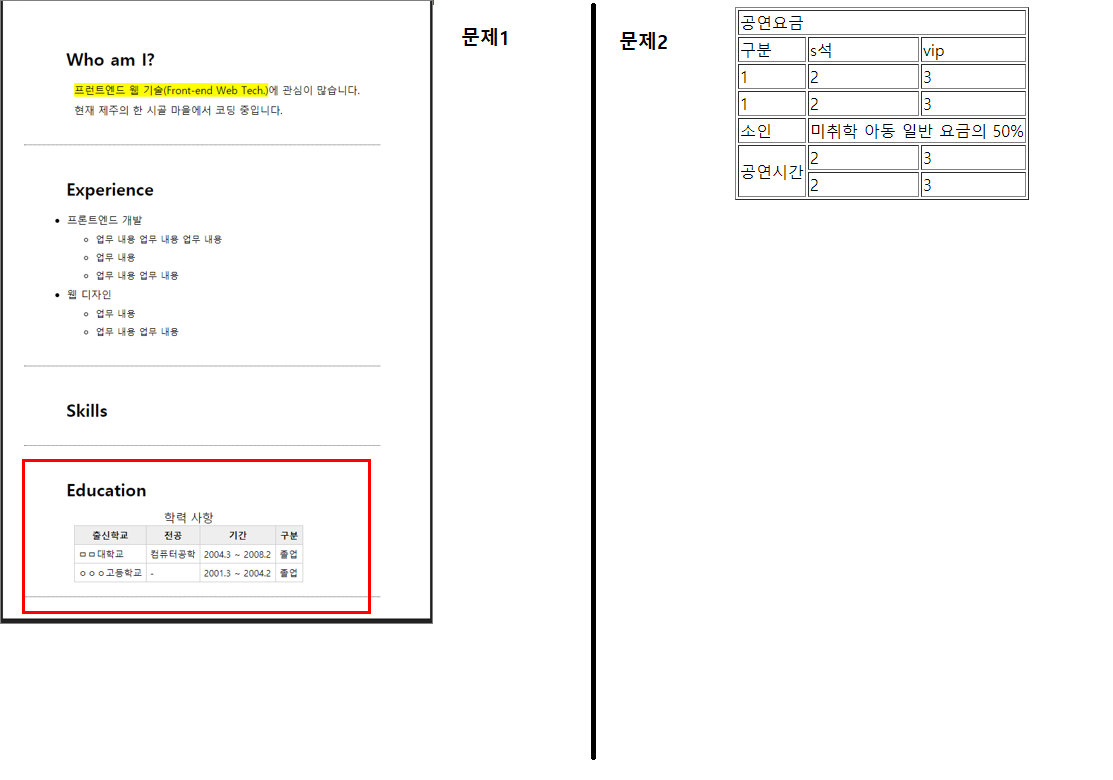 Who am I?
프런트엔드 웹 기술(Front-end Web Tech.)에 관심이 많습니다.
현재 제주의 한 시골 마을에서 코딩 중입니다.
Experience
프론트엔드 개발
업무 내용 업무 내용 업무 내용
업무 내용
업무 내용 업무 내용
웹 디자인
업무 내용
업무 내용 업무 내용
Skills
Education
학력 사항
출신학교 전공 기간 구분
ㅁㅁ대학교 컴퓨터공학 2004.3 ~ 2008.2 졸업
ㅇㅇㅇ고등학교 - 2001.3 ~ 2004.2 졸업
문제1
문제2
공연요금
구분 s석 vip
1 2 3
1 2 3
소인 미취학 아동 일반 요금의 50%
공연시간 2 3
2 3